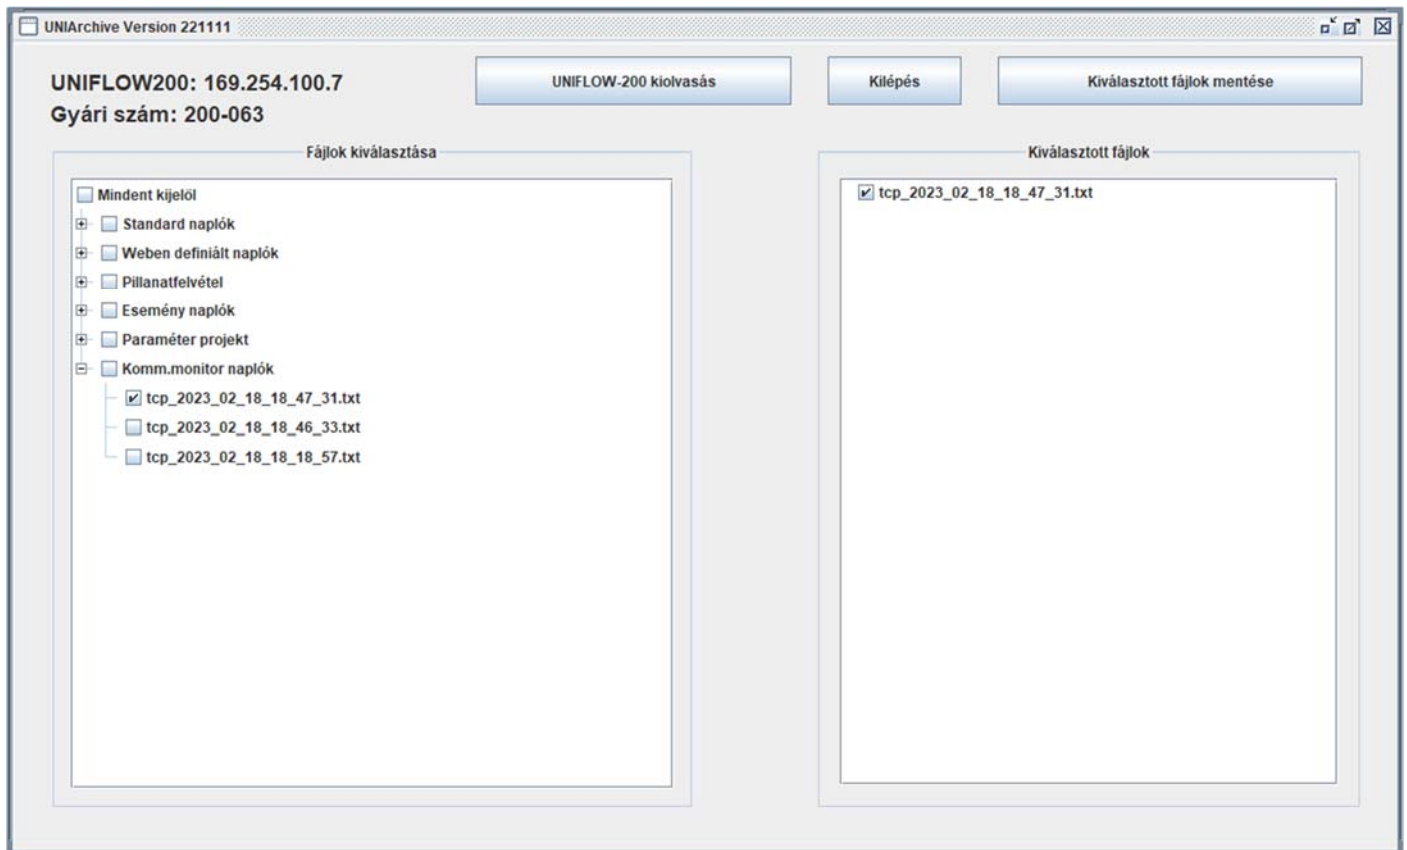 UNIArchive Version 221111
UNIFLOW200: 169.254.100.7
Gyári szám: 200-063
UNIFLOW-200 kiolvasás
Kilépés
Kiválasztott fájlok mentése
Fájlok kiválasztása
Mindent kijelöl
Standard naplók
Weben definiált naplók
Pillanatfelvétel
Esemény naplók
Paraméter projekt
Komm.monitor naplók
tcp_2023_02_18_18_47_31.txt
tcp_2023_02_18_18_46_33.txt
tcp_2023_02_18_18_18_57.txt
Kiválasztott fájlok
tcp_2023_02_18_18_47_31.txt